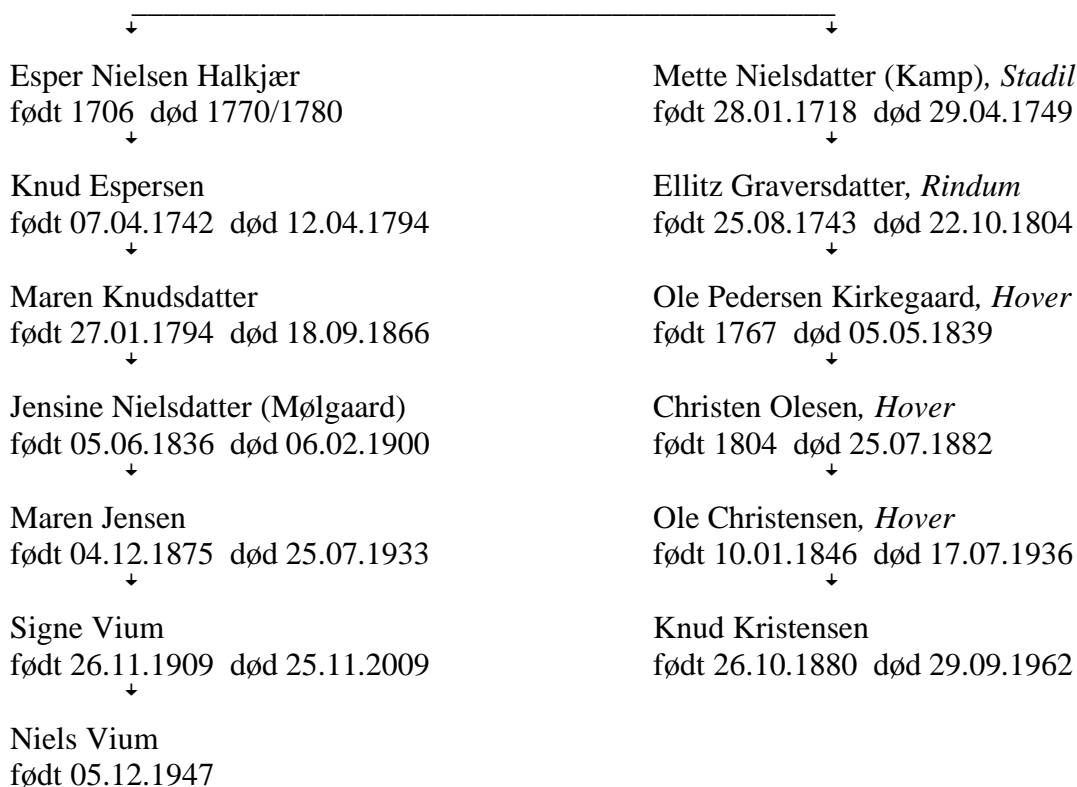 Esper Nielsen Halkjær
født 1706 død 1770/1780
Knud Espersen
født 07.04.1742 død 12.04.1794
Maren Knudsdatter
født 27.01.1794 død 18.09.1866
Jensine Nielsdatter (Mølgaard)
født 05.06.1836 død 06.02.1900
Maren Jensen
født 04.12.1875 død 25.07.1933
Signe Vium
født 26.11.1909 død 25.11.2009
Niels Vium
født 05.12.1947
Mette Nielsdatter (Kamp), Stadil
født 28.01.1718 død 29.04.1749
Ellitz Graversdatter, Rindum
født 25.08.1743 død 22.10.1804
Ole Pedersen Kirkegaard, Hover
født 1767 død 05.05.1839
Christen Olesen, Hover
født 1804 død 25.07.1882
Ole Christensen, Hover
født 10.01.1846 død 17.07.1936
Knud Kristensen
født 26.10.1880 død 29.09.1962